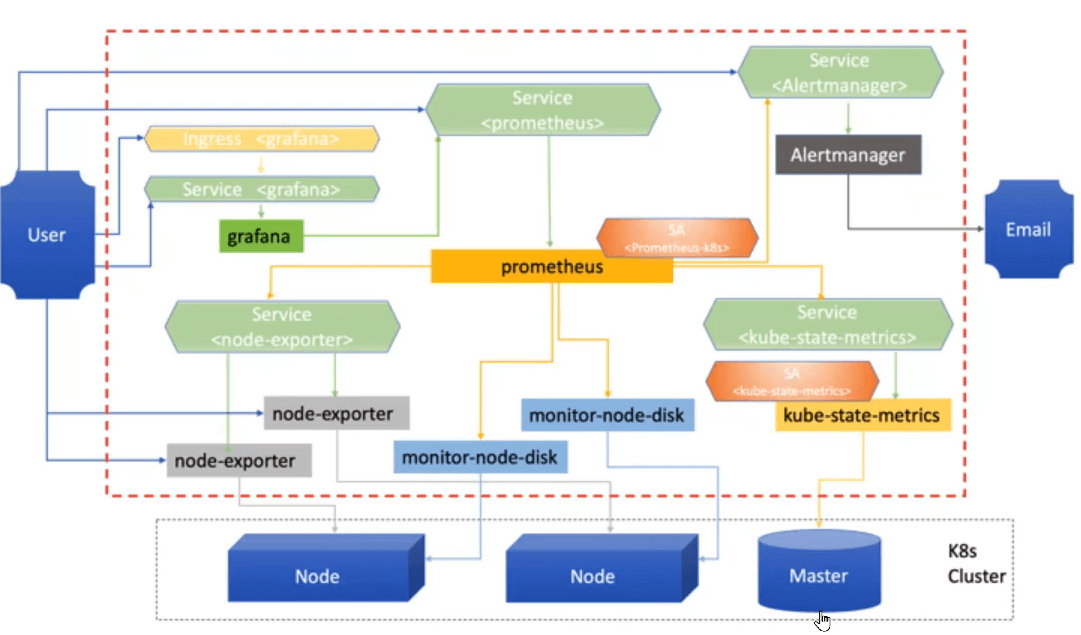 Service
<Alertmanager>
Service
<prometheus>
Ingress <grafana>
Alertmanager
Service <grafana>
User
grafana
SA
<Prometheus-k8s>
Email
prometheus
Service
<node-exporter>
Service
<kube-state-metrics>
SA
<kube-state-metrics>
node-exporter
monitor-node-disk
kube-state-metrics
node-exporter
monitor-node-disk
Node
Node
Master
K8s
Cluster